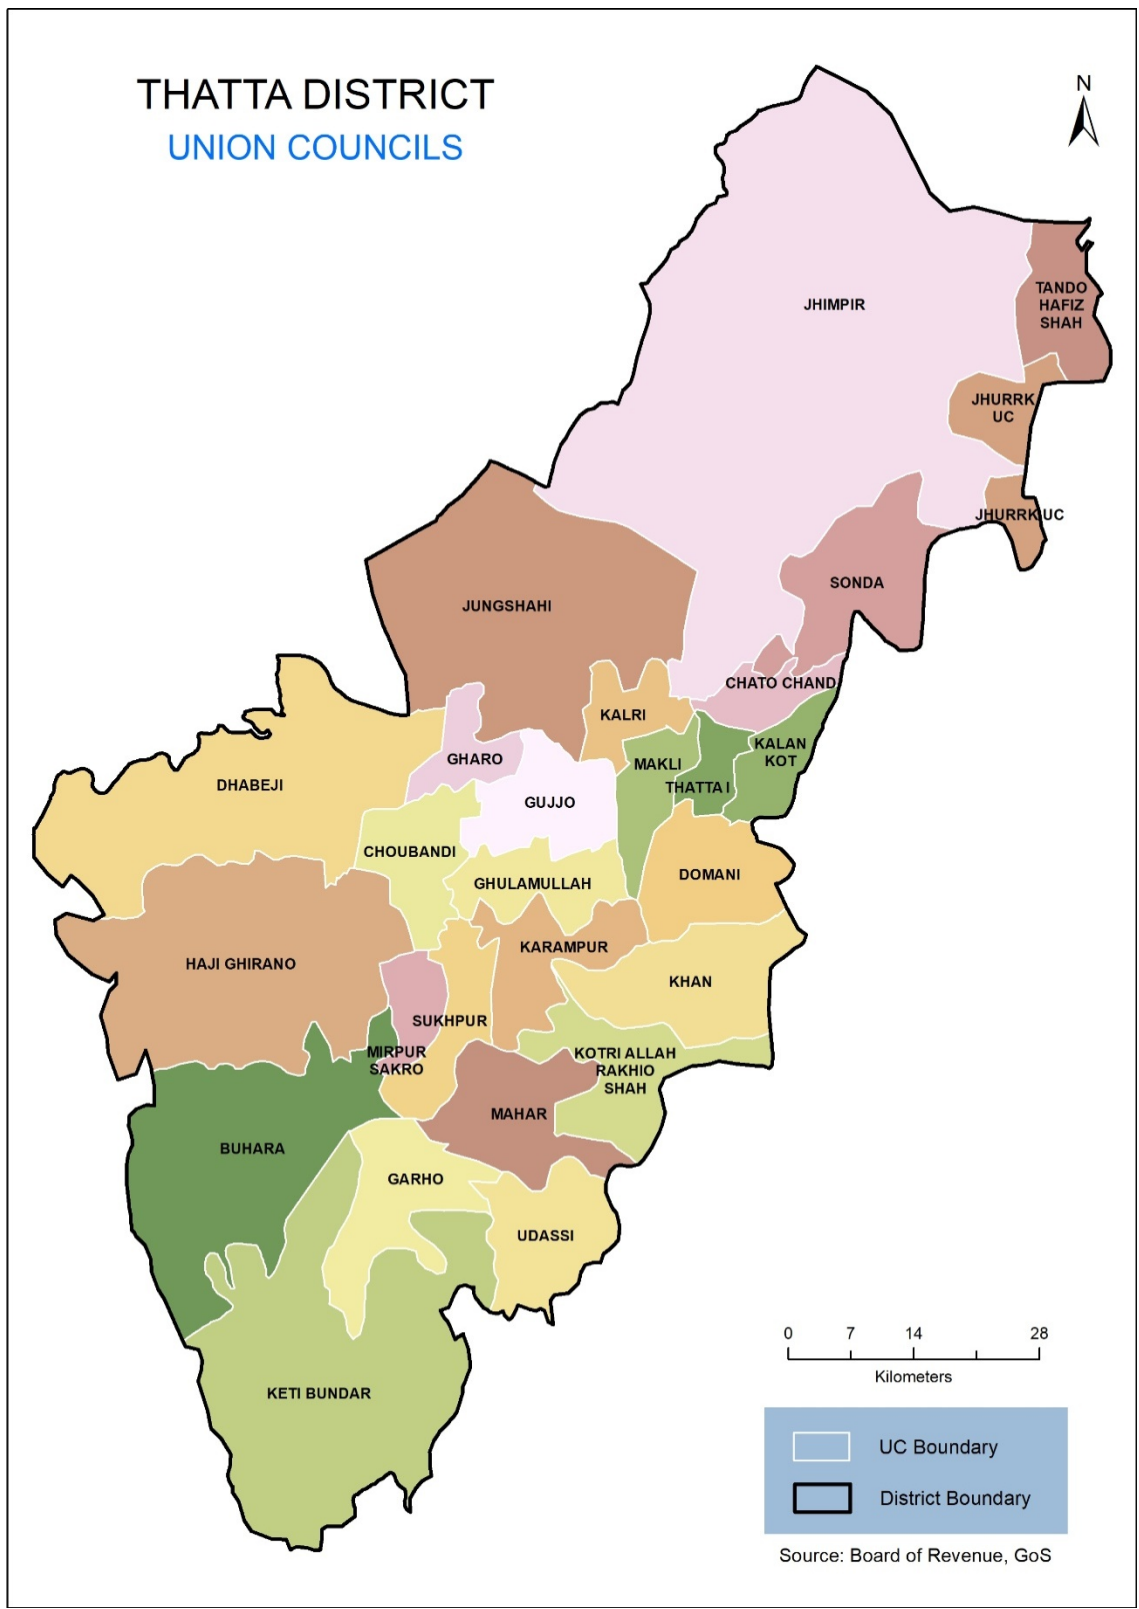 THATTA DISTRICT
UNION COUNCILS
N
JHIMPIR
TANDO
HAFIZ
SHAH
JHURRK
UC
JHURRK UC
SONDA
JUNGSHAHI
CHATO CHAND
KALRI
KALAN
KOT
MAKLI
GHARO
THATTA I
DHABEJI
GUJJO
CHOUBANDI
GHULAMULLAH
DOMANI
KARAMPUR
HAJI GHIRANO
KHAN
SUKHPUR
MIRPUR
SAKRO
KOTRI ALLAH
RAKHIO
SHAH
MAHAR
BUHARA
GARHO
UDASSI
KETI BUNDAR
0 7 14 28
Kilometers
UC Boundary
District Boundary
Source: Board of Revenue, GoS